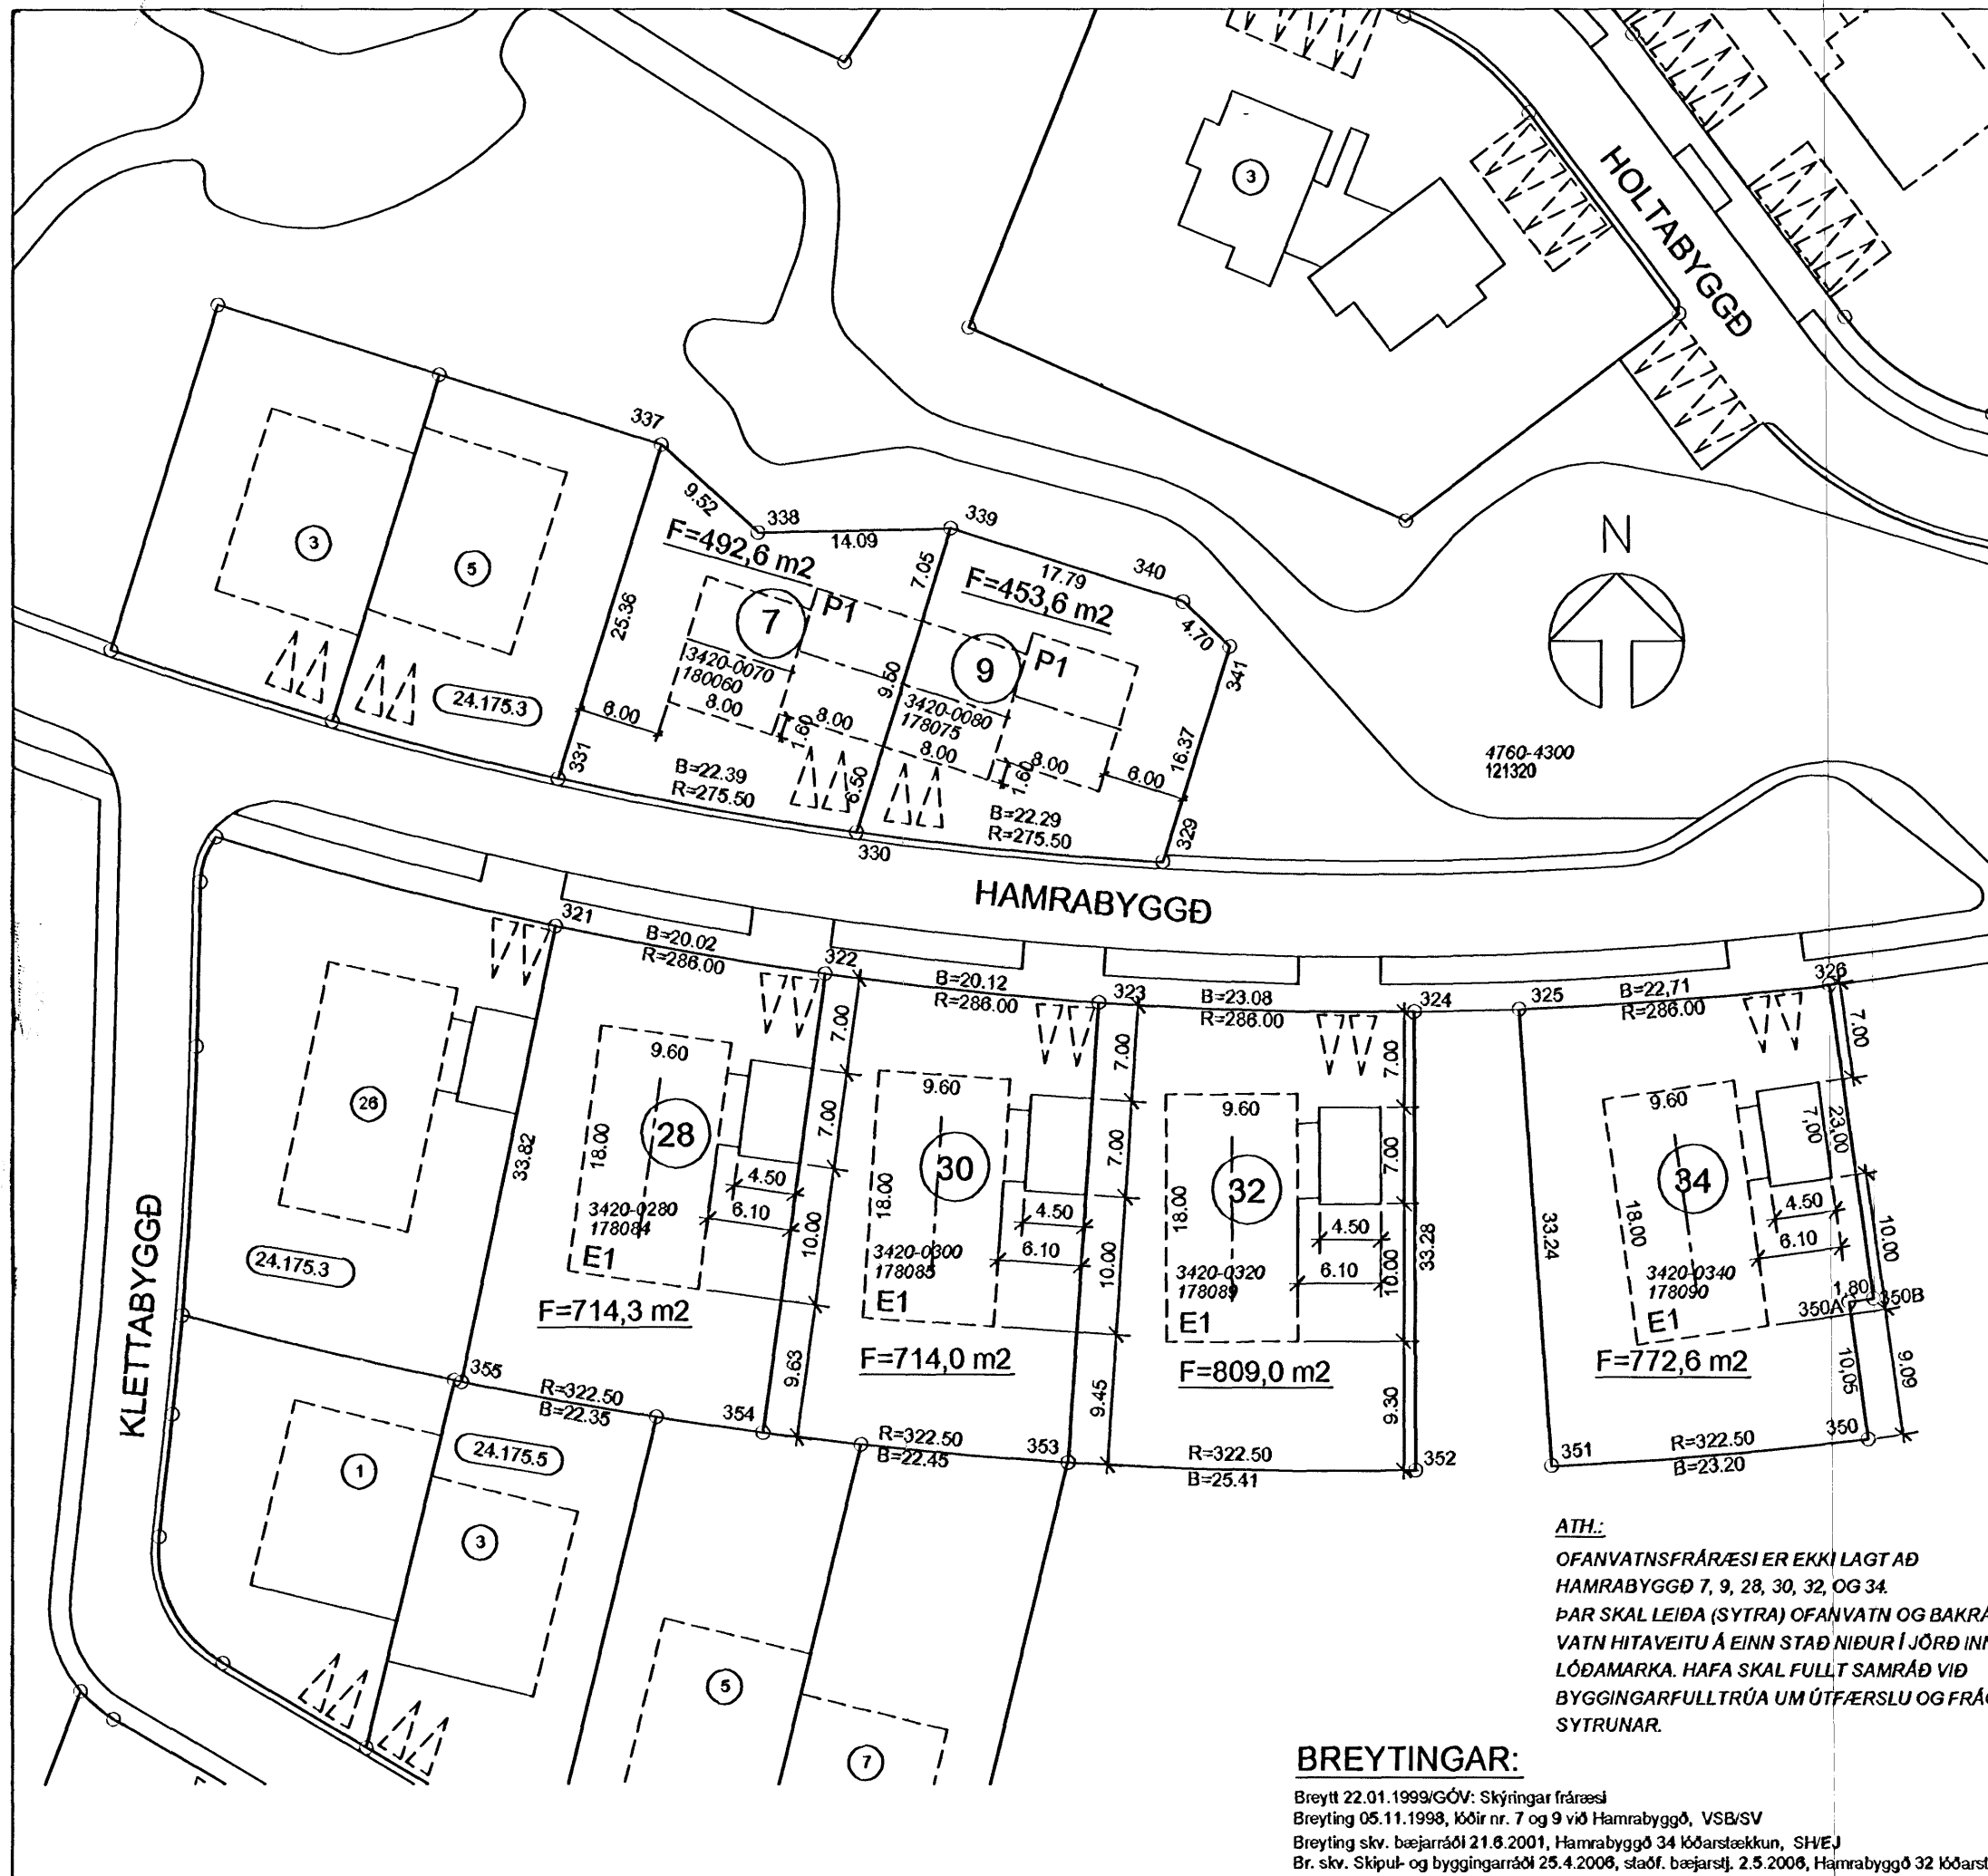 HOLTABYGGÐ
3
337
9.52
338
14.09
339
F=492,6 m2
7.05
17.79
340
F=453,6 m2
4.70
341
N
3
5
7
P1
9
P1
25.36
3420-0070
180060
8.00
9.50
3420-0080
178075
24.175.3
6.00
8.00
1.60
8.00
8.00
1.60
6.00
16.37
4760-4300
121320
331
B=22.39
R=275.50
6.50
B=22.29
R=275.50
329
330
HAMRABYGGÐ
321
B=20.02
R=286.00
322
B=20.12
R=286.00
323
B=23.08
R=286.00
324
325
B=22,71
R=286.00
326
7.00
7.00
7.00
7.00
26
9.60
28
18.00
33.82
7.00
4.50
6.10
10.00
3420-0280
178084
E1
F=714,3 m2
9.63
9.60
30
18.00
7.00
4.50
6.10
10.00
3420-0300
178085
E1
F=714,0 m2
9.45
9.60
32
18.00
7.00
4.50
6.10
10.00
33.28
3420-0320
178089
E1
F=809,0 m2
9.30
9.60
34
18.00
33.24
7,00
23,00
4.50
6.10
10.00
3420-0340
178090
E1
1,80
350A
350B
F=772,6 m2
10,05
9.09
KLETTABYGGÐ
24.175.3
355
R=322.50
B=22.35
354
R=322.50
B=22.45
353
R=322.50
B=25.41
352
351
R=322.50
B=23.20
350
24.175.5
1
3
5
7
ATH.:
OFANVATNSFRÁRÆSI ER EKKI LAGT AÐ
HAMRABYGGÐ 7, 9, 28, 30, 32, OG 34.
ÞAR SKAL LEIÐA (SYTRA) OFANVATN OG BAKRÁ
VATN HITAVEITU Á EINN STAÐ NIÐUR Í JÖRÐ INN
LÓÐAMARKA. HAFA SKAL FULLT SAMRÁÐ VIÐ
BYGGINGARFULLTRÚA UM ÚTFÆRSLU OG FRÁ
SYTRUNAR.
BREYTINGAR:
Breytt 22.01.1999/GÓV: Skýringar fráræsi
Breyting 05.11.1998, lóðir nr. 7 og 9 við Hamrabyggð, VSB/SV
Breyting skv. bæjarráði 21.6.2001, Hamrabyggð 34 lóðarstækkun, SH/EJ
Br. skv. Skipul- og byggingarráði 25.4.2006, staðf. bæjarstj. 2.5.2006, Hamrabyggð 32 lóðarst